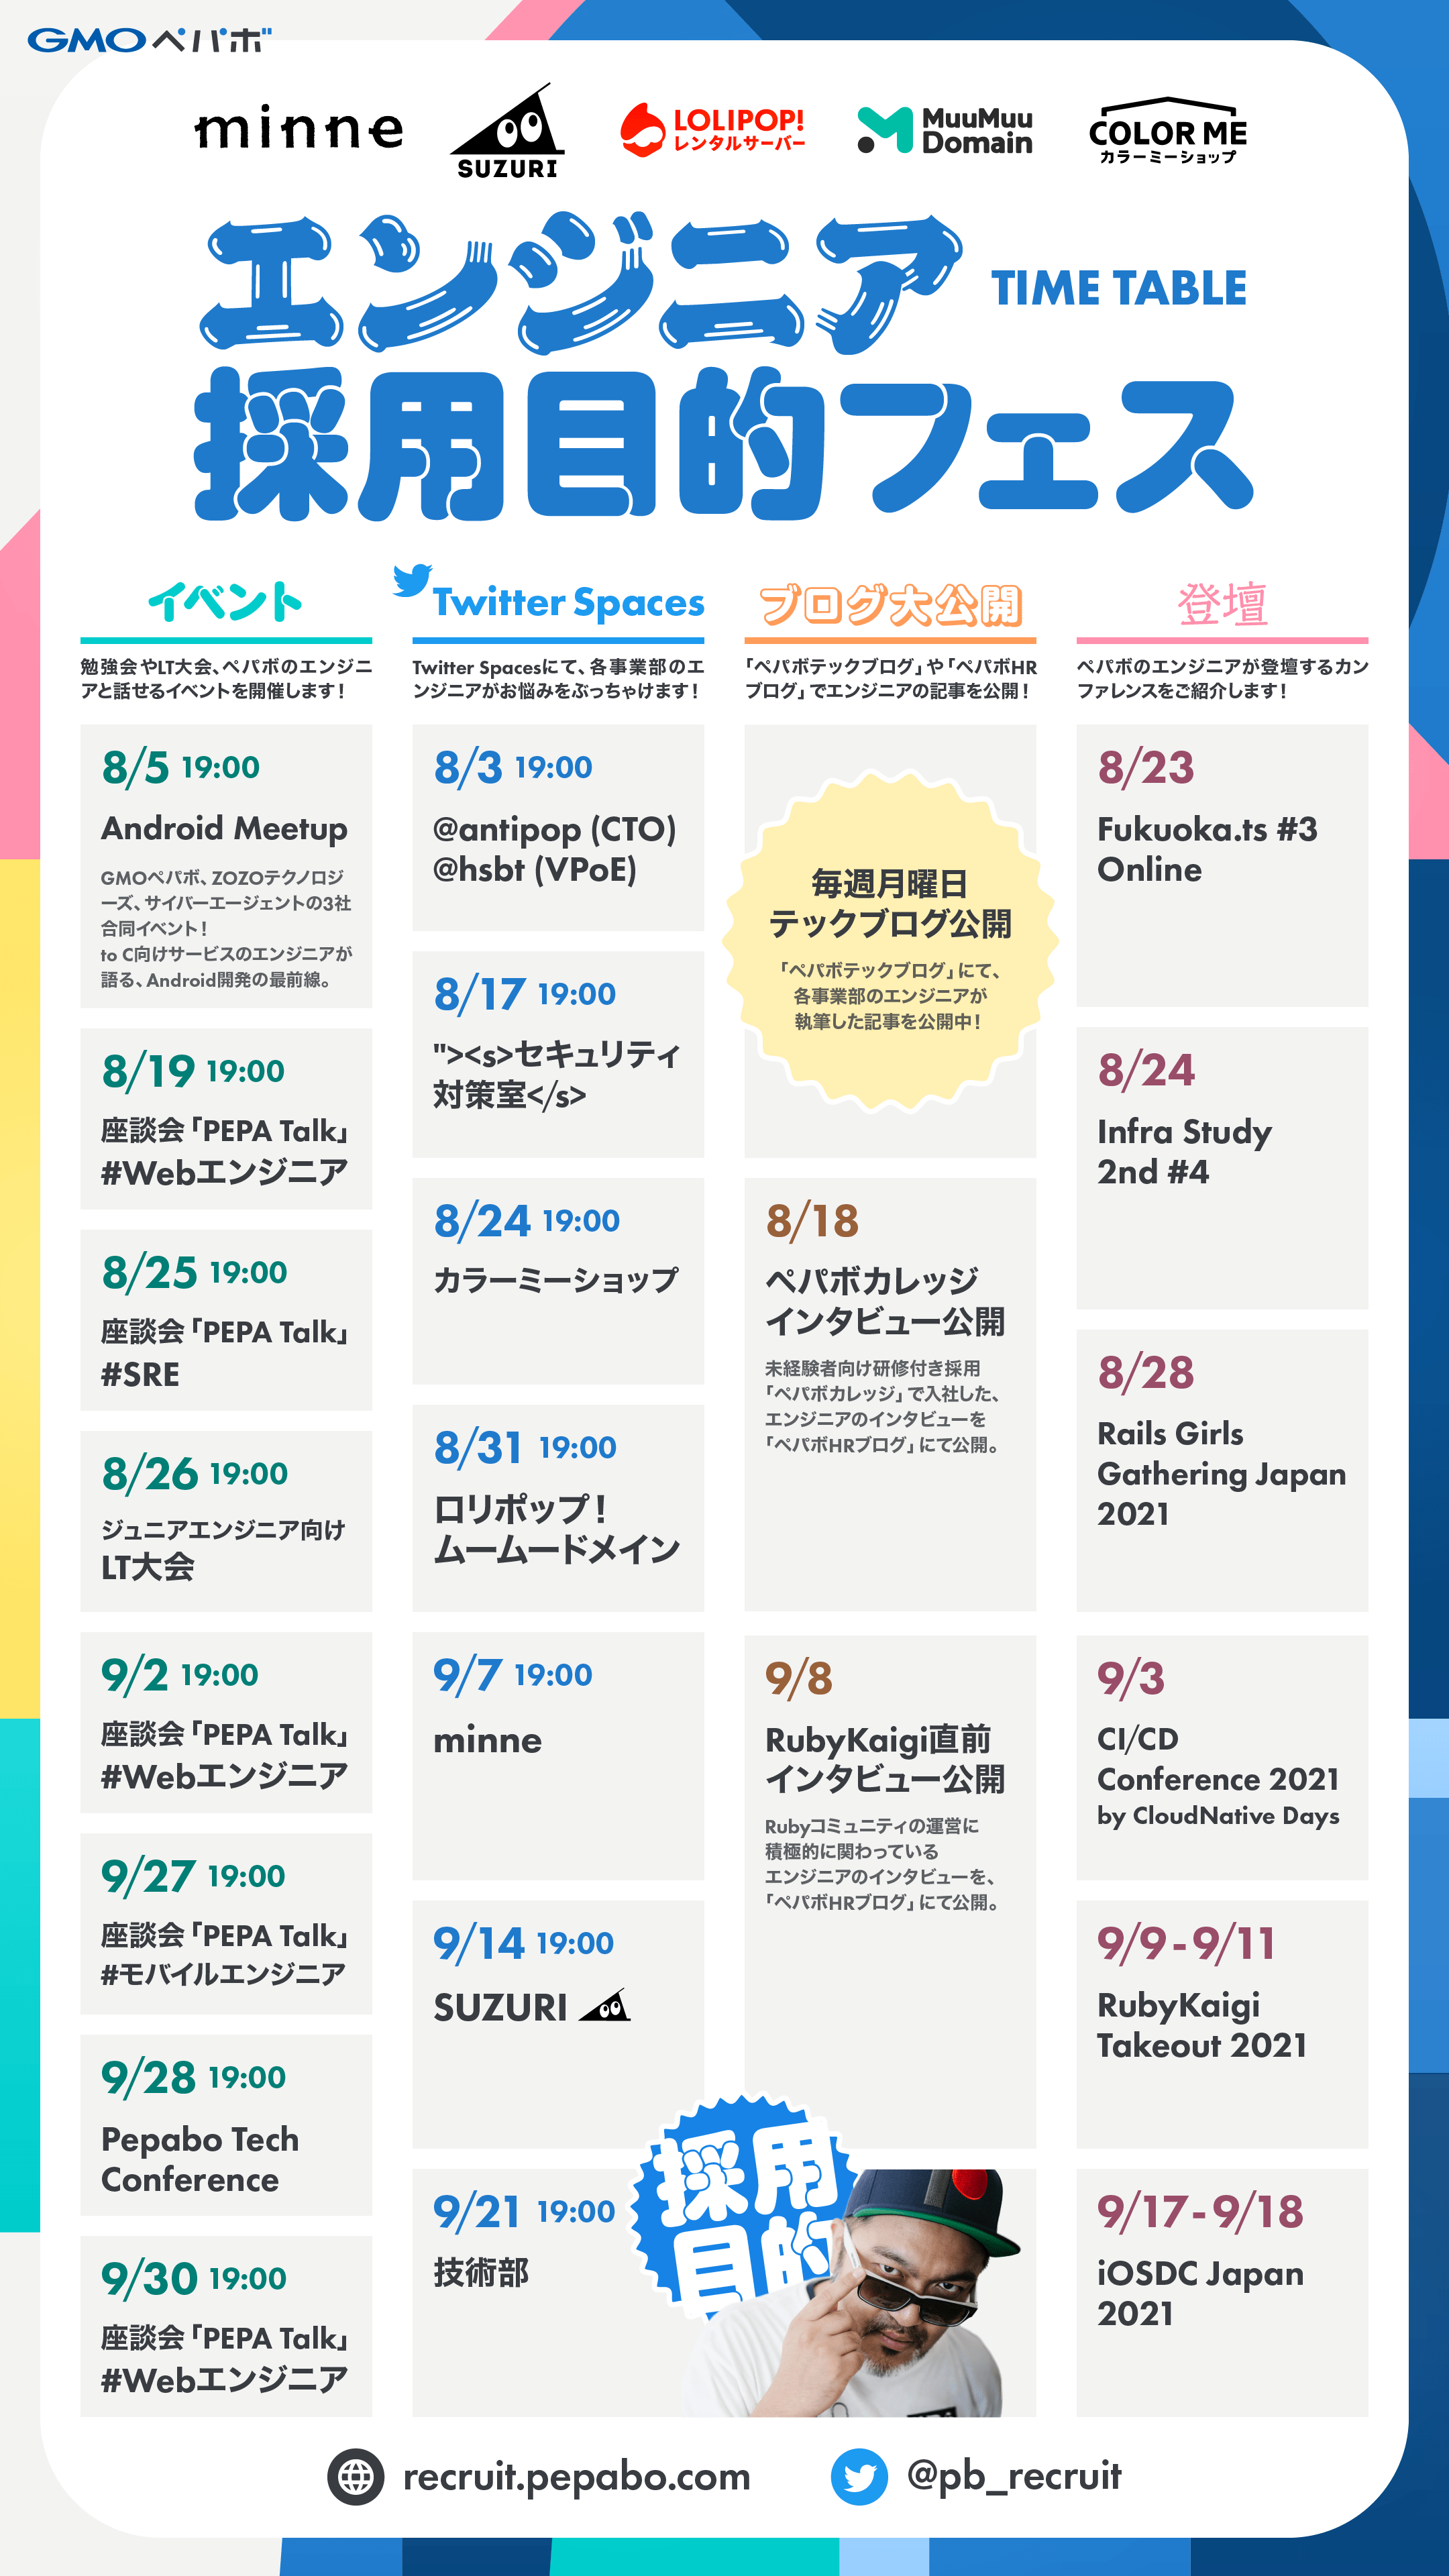 GMOペパボ
minne
SUZURI
LOLIPOP!
レンタルサーバー
MuuMuu
Domain
COLOR ME
カラーミーショップ
エンジニア
TIME TABLE
採用目的フェス
イベント
勉強会やLT大会、ペパボのエンジニ
アと話せるイベントを開催します！
8/5 19:00
Android Meetup
GMOペパボ、ZOZOテクノロジ
ーズ、サイバーエージェントの3社
合同イベント！
to C向けサービスのエンジニアが
語る、Android開発の最前線。
8/19 19:00
座談会「PEPA Talk」
#Webエンジニア
8/25 19:00
座談会「PEPA Talk」
#SRE
8/26 19:00
ジュニアエンジニア向け
LT大会
9/2 19:00
座談会「PEPA Talk」
#Webエンジニア
9/27 19:00
座談会「PEPA Talk」
#モバイルエンジニア
9/28 19:00
Pepabo Tech
Conference
9/30 19:00
座談会「PEPA Talk」
#Webエンジニア
Twitter Spaces
Twitter Spacesにて、各事業部のエ
ンジニアがお悩みをぶっちゃけます！
8/3 19:00
@antipop (CTO)
@hsbt (VPoE)
8/17 19:00
"><s>セキュリティ
対策室</s>
8/24 19:00
カラーミーショップ
8/31 19:00
ロリポップ！
ムームードメイン
9/7 19:00
minne
9/14 19:00
SUZURI
9/21 19:00
技術部
採用
目的
ブログ大公開
「ペパボテックブログ」や「ペパボHR
ブログ」でエンジニアの記事を公開！
毎週月曜日
テックブログ公開
「ペパボテックブログ」にて、
各事業部のエンジニアが
執筆した記事を公開中！
8/18
ペパボカレッジ
インタビュー公開
未経験者向け研修付き採用
「ペパボカレッジ」で入社した、
エンジニアのインタビューを
「ペパボHRブログ」にて公開。
9/8
RubyKaigi直前
インタビュー公開
Rubyコミュニティの運営に
積極的に関わっている
エンジニアのインタビューを、
「ペパボHRブログ」にて公開。
登壇
ペパボのエンジニアが登壇するカン
ファレンスをご紹介します！
8/23
Fukuoka.ts #3
Online
8/24
Infra Study
2nd #4
8/28
Rails Girls
Gathering Japan
2021
9/3
CI/CD
Conference 2021
by CloudNative Days
9/9-9/11
RubyKaigi
Takeout 2021
9/17-9/18
iOSDC Japan
2021
recruit.pepabo.com
@pb_recruit